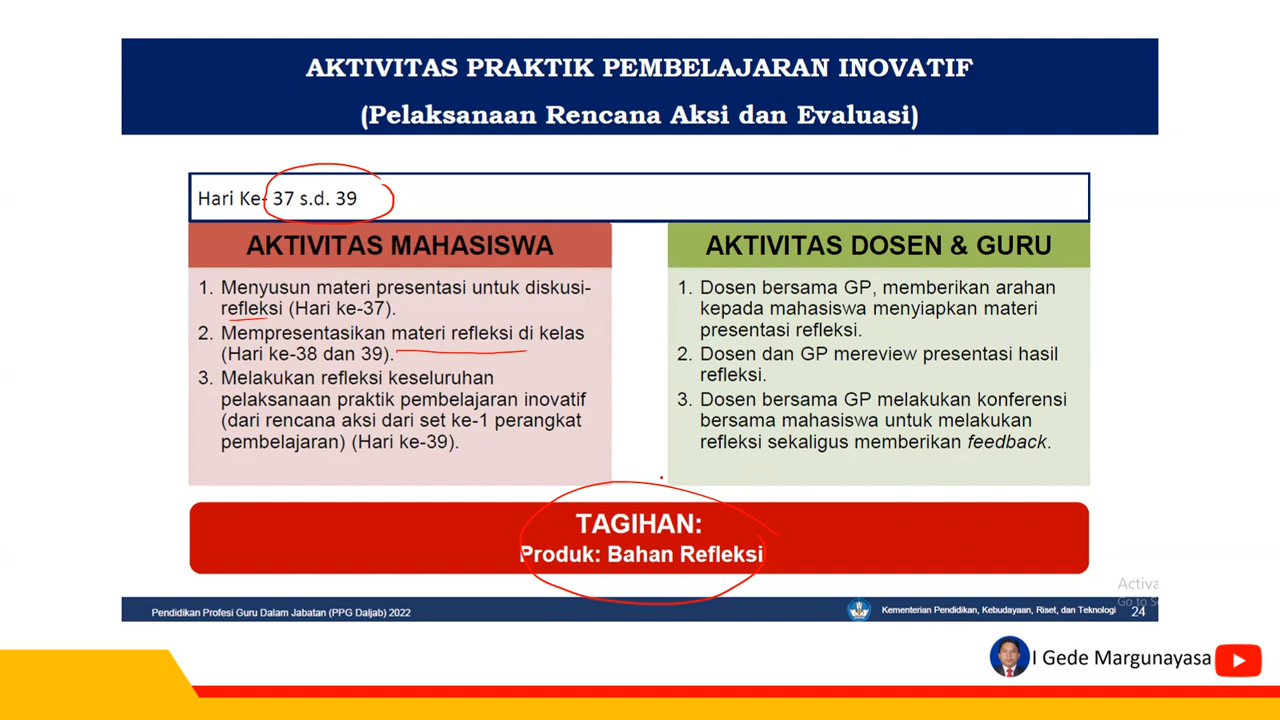 AKTIVITAS PRAKTIK PEMBELAJARAN INOVATIF
(Pelaksanaan Rencana Aksi dan Evaluasi)
Hari Ke- 37 s.d. 39
AKTIVITAS MAHASISWA
1. Menyusun materi presentasi untuk diskusi-
refleksi (Hari ke-37).
2. Mempresentasikan materi refleksi di kelas
(Hari ke-38 dan 39).
3. Melakukan refleksi keseluruhan
pelaksanaan praktik pembelajaran inovatif
(dari rencana aksi dari set ke-1 perangkat
pembelajaran) (Hari ke-39).
AKTIVITAS DOSEN & GURU
1. Dosen bersama GP, memberikan arahan
kepada mahasiswa menyiapkan materi
presentasi refleksi.
2. Dosen dan GP mereview presentasi hasil
refleksi.
3. Dosen bersama GP melakukan konferensi
bersama mahasiswa untuk melakukan
refleksi sekaligus memberikan feedback.
TAGIHAN:
Produk: Bahan Refleksi
Activa
Go to S
Pendidikan Profesi Guru Dalam Jabatan (PPG Daljab) 2022
Kementerian Pendidikan, Kebudayaan, Riset, dan Teknologi
24
I Gede Margunayasa